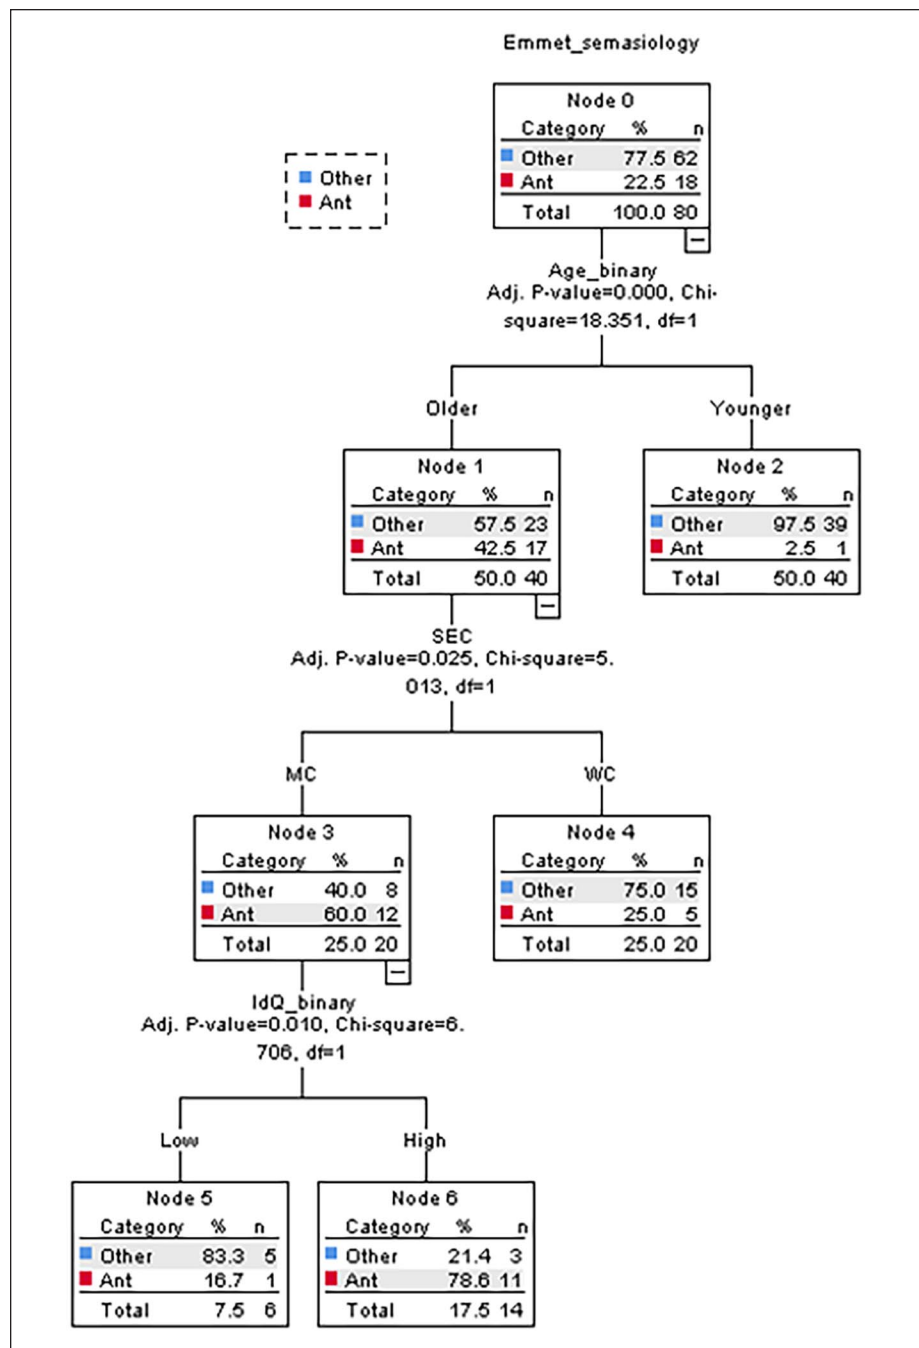 Emmet_semasiology
Node 0
Category % n
Other 77.5 62
Ant 22.5 18
Total 100.0 80
Other
Ant
Age_binary
Adj. P-value=0.000, Chi-
square=18.351, df=1
Older
Younger
Node 1
Category % n
Other 57.5 23
Ant 42.5 17
Total 50.0 40
Node 2
Category % n
Other 97.5 39
Ant 2.5 1
Total 50.0 40
SEC
Adj. P-value=0.025, Chi-square=5.
013, df=1
MC
WC
Node 3
Category % n
Other 40.0 8
Ant 60.0 12
Total 25.0 20
Node 4
Category % n
Other 75.0 15
Ant 25.0 5
Total 25.0 20
IdQ_binary
Adj. P-value=0.010, Chi-square=6.
706, df=1
Low
High
Node 5
Category % n
Other 83.3 5
Ant 16.7 1
Total 7.5 6
Node 6
Category % n
Other 21.4 3
Ant 78.6 11
Total 17.5 14